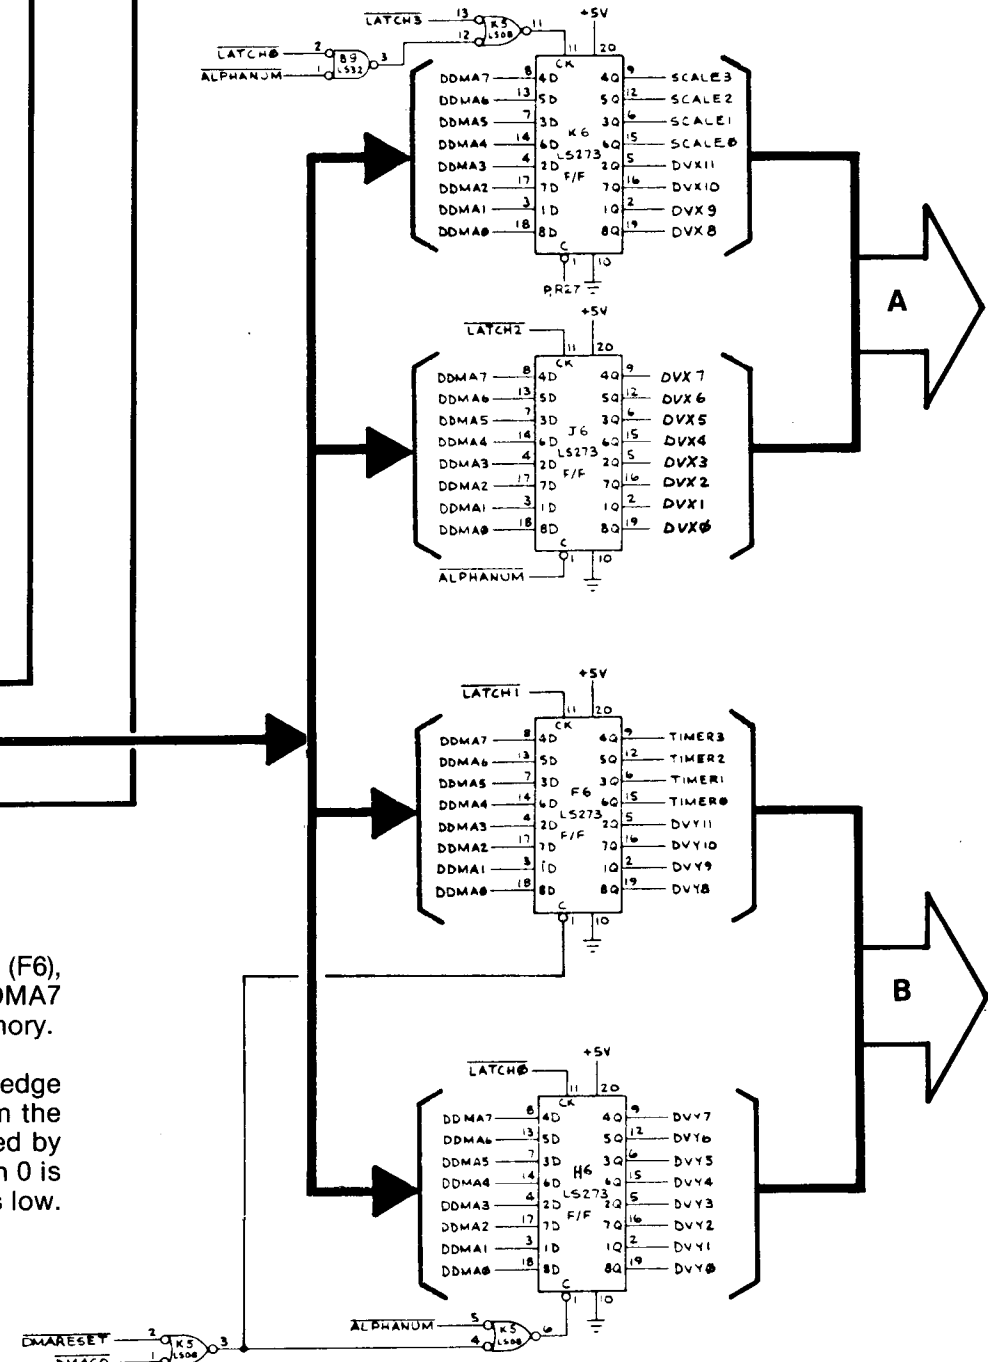 LATCH3 13 K5 LS08 11 +5V
12
LATCH0 2 B9 LS32 3
ALPHANUM 1
11 20
CK
DDMA7 8 4D 4Q 9 SCALE3
DDMA6 13 5D 5Q 12 SCALE2
DDMA5 7 3D 3Q 6 SCALE1
DDMA4 14 6D 6Q 15 SCALE0
DDMA3 4 2D 2Q 5 DVX11
DDMA2 17 7D 7Q 16 DVX10
DDMA1 3 1D 1Q 2 DVX9
DDMA0 18 8D 8Q 19 DVX8
K6
LS273
F/F
C
1 10
P,R27
A
+5V
LATCH2
11 20
CK
DDMA7 8 4D 4Q 9 DVX7
DDMA6 13 5D 5Q 12 DVX6
DDMA5 7 3D 3Q 6 DVX5
DDMA4 14 6D 6Q 15 DVX4
DDMA3 4 2D 2Q 5 DVX3
DDMA2 17 7D 7Q 16 DVX2
DDMA1 3 1D 1Q 2 DVX1
DDMA0 18 8D 8Q 19 DVX0
J6
LS273
F/F
C
1 10
ALPHANUM
+5V
LATCH1
11 20
CK
DDMA7 8 4D 4Q 9 TIMER3
DDMA6 13 5D 5Q 12 TIMER2
DDMA5 7 3D 3Q 6 TIMER1
DDMA4 14 6D 6Q 15 TIMER0
DDMA3 4 2D 2Q 5 DVY11
DDMA2 17 7D 7Q 16 DVY10
DDMA1 3 1D 1Q 2 DVY9
DDMA0 18 8D 8Q 19 DVY8
F6
LS273
F/F
C
1 10
B
(F6),
DMA7
nory.
edge
m the
ed by
n 0 is
s low.
+5V
LATCH0
11 20
CK
DDMA7 8 4D 4Q 9 DVY7
DDMA6 13 5D 5Q 12 DVY6
DDMA5 7 3D 3Q 6 DVY5
DDMA4 14 6D 6Q 15 DVY4
DDMA3 4 2D 2Q 5 DVY3
DDMA2 17 7D 7Q 16 DVY2
DDMA1 3 1D 1Q 2 DVY1
DDMA0 18 8D 8Q 19 DVY0
H6
LS273
F/F
C
1 10
ALPHANUM 5 K5 LS08 6
4
DMARESET 2 K5 LS08 3
1